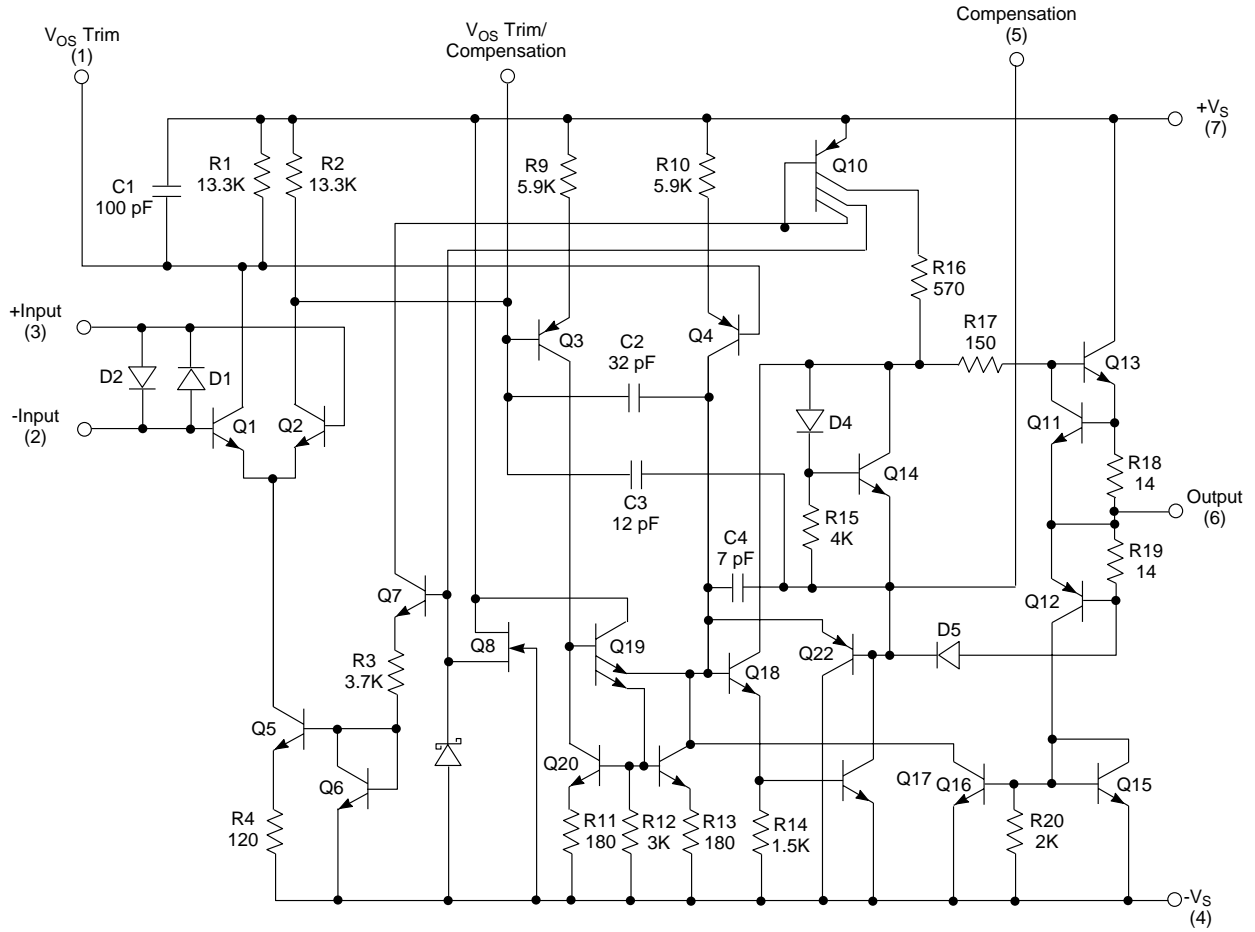 Compensation
(5)
VOS Trim
(1)
VOS Trim/
Compensation
+VS
(7)
R1
13.3K
R2
13.3K
R9
5.9K
R10
5.9K
Q10
C1
100 pF
R16
570
+Input
(3)
R17
150
Q3
Q4
C2
32 pF
Q13
D2
D1
-Input
(2)
Q1
Q2
D4
Q11
Q14
R18
14
C3
12 pF
Output
(6)
R15
4K
R19
14
C4
7 pF
Q7
Q12
Q8
Q19
D5
Q18
Q22
R3
3.7K
Q5
Q20
Q17
Q16
Q15
Q6
R4
120
R11
180
R12
3K
R13
180
R14
1.5K
R20
2K
-VS
(4)